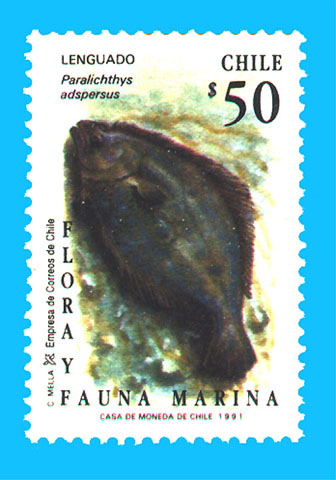 LENGUADO
Paralichthys
adspersus
CHILE
$50
FLORA Y
FAUNA MARINA
C. MELLA Empresa de Correos de Chile
CASA DE MONEDA DE CHILE 1991